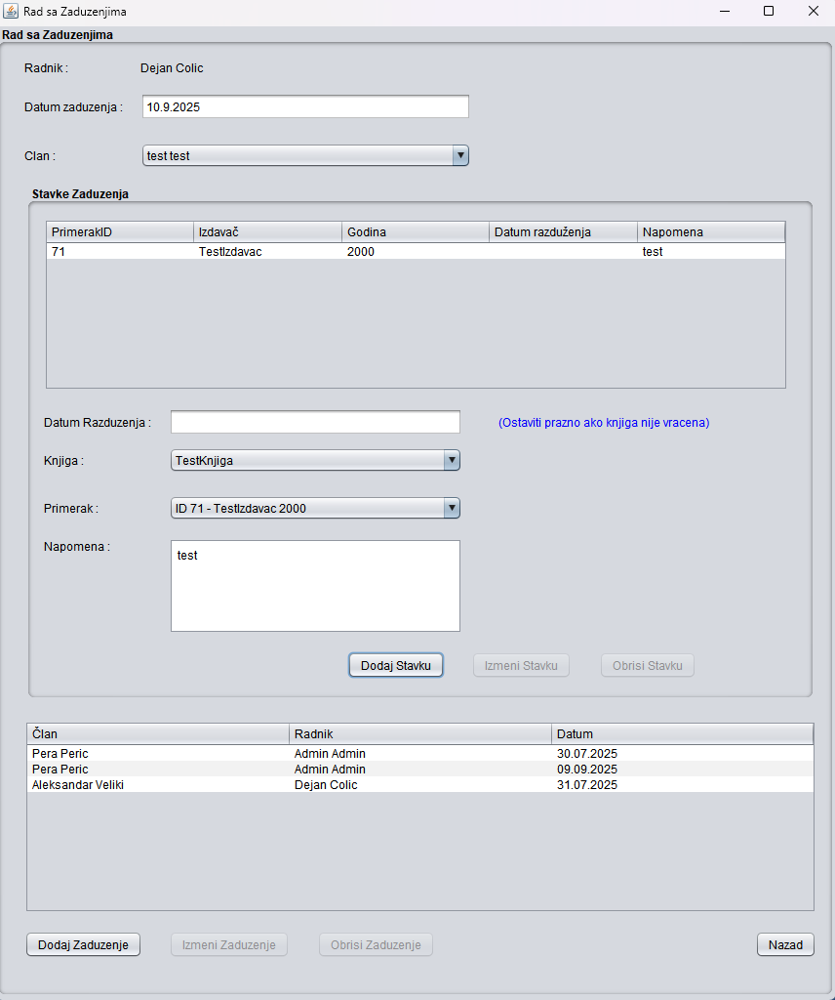 Rad sa Zaduzenjima
Rad sa Zaduzenjima
Radnik : Dejan Colic
Datum zaduzenja : 10.9.2025
Clan : test test
Stavke Zaduzenja
PrimerakID Izdavač Godina Datum razduženja Napomena
71 TestIzdavac 2000 test
Datum Razduzenja : (Ostaviti prazno ako knjiga nije vracena)
Knjiga : TestKnjiga
Primerak : ID 71 - TestIzdavac 2000
Napomena : test
Dodaj Stavku Izmeni Stavku Obrisi Stavku
Član Radnik Datum
Pera Peric Admin Admin 30.07.2025
Pera Peric Admin Admin 09.09.2025
Aleksandar Veliki Dejan Colic 31.07.2025
Dodaj Zaduzenje Izmeni Zaduzenje Obrisi Zaduzenje Nazad